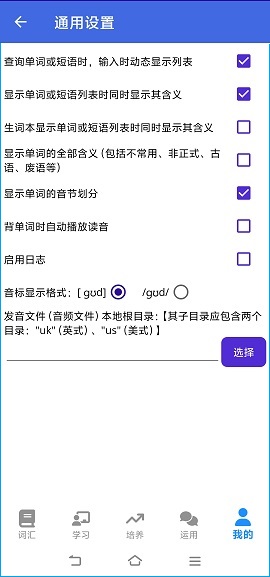 通用设置
查询单词或短语时，输入时动态显示列表
显示单词或短语列表时同时显示其含义
生词本显示单词或短语列表时同时显示其含义
显示单词的全部含义（包括不常用、非正式、古
语、废语等）
显示单词的音节划分
背单词时自动播放读音
启用日志
音标显示格式：[ gʊd] /gʊd/
发音文件（音频文件）本地根目录：【其子目录应包含两个
目录："uk"（英式）、"us"（美式）】
选择
词汇 学习 培养 运用 我的